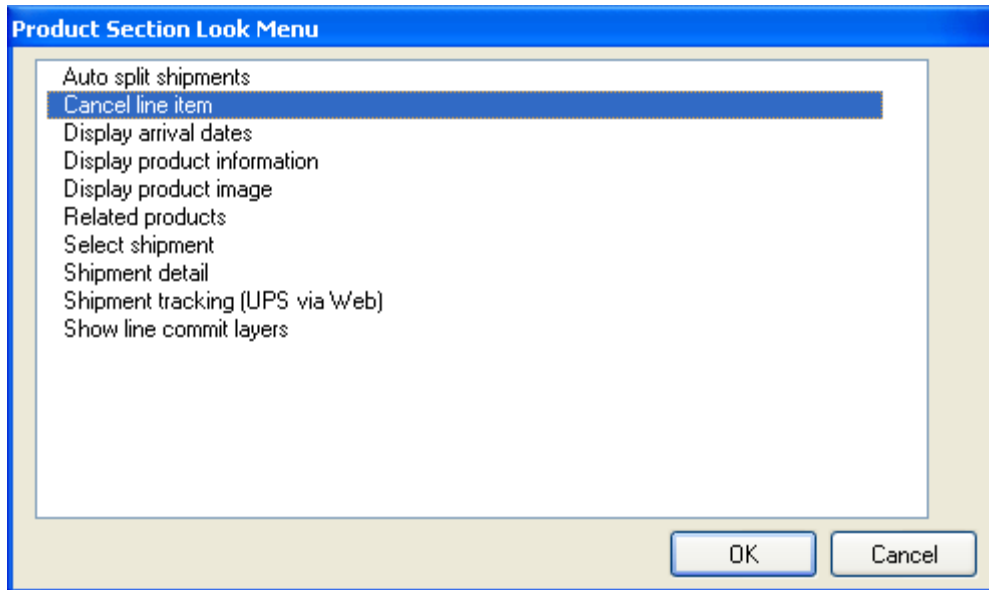 Product Section Look Menu
Auto split shipments
Cancel line item
Display arrival dates
Display product information
Display product image
Related products
Select shipment
Shipment detail
Shipment tracking (UPS via Web)
Show line commit layers
OK Cancel